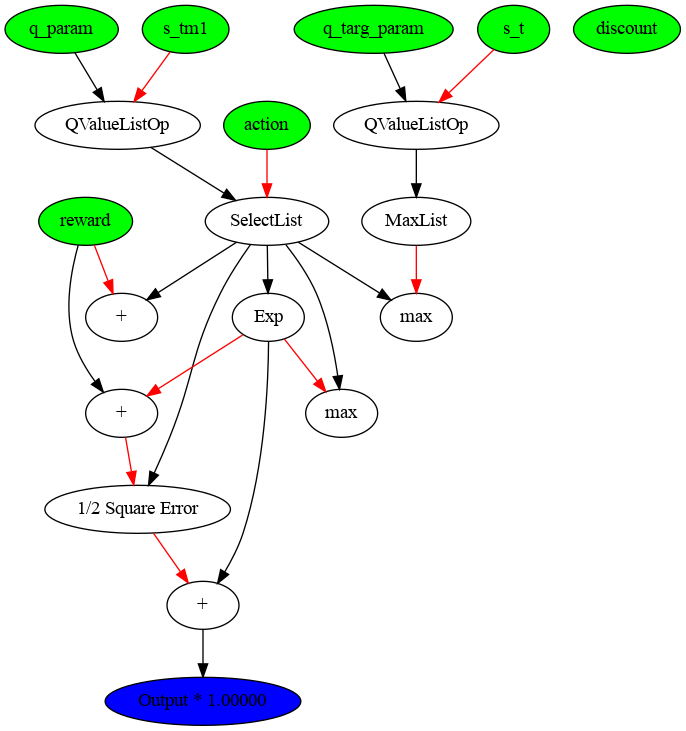 q_param
s_tm1
q_targ_param
s_t
discount
QValueListOp
action
QValueListOp
reward
SelectList
MaxList
+
Exp
max
+
max
1/2 Square Error
+
Output * 1.00000